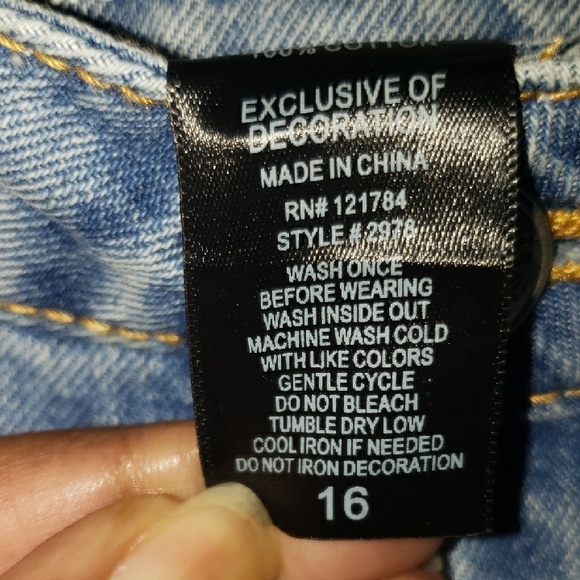 100% COTTON
EXCLUSIVE OF
DECORATION
MADE IN CHINA
RN# 121784
STYLE # 2978
WASH ONCE
BEFORE WEARING
WASH INSIDE OUT
MACHINE WASH COLD
WITH LIKE COLORS
GENTLE CYCLE
DO NOT BLEACH
TUMBLE DRY LOW
COOL IRON IF NEEDED
DO NOT IRON DECORATION
16